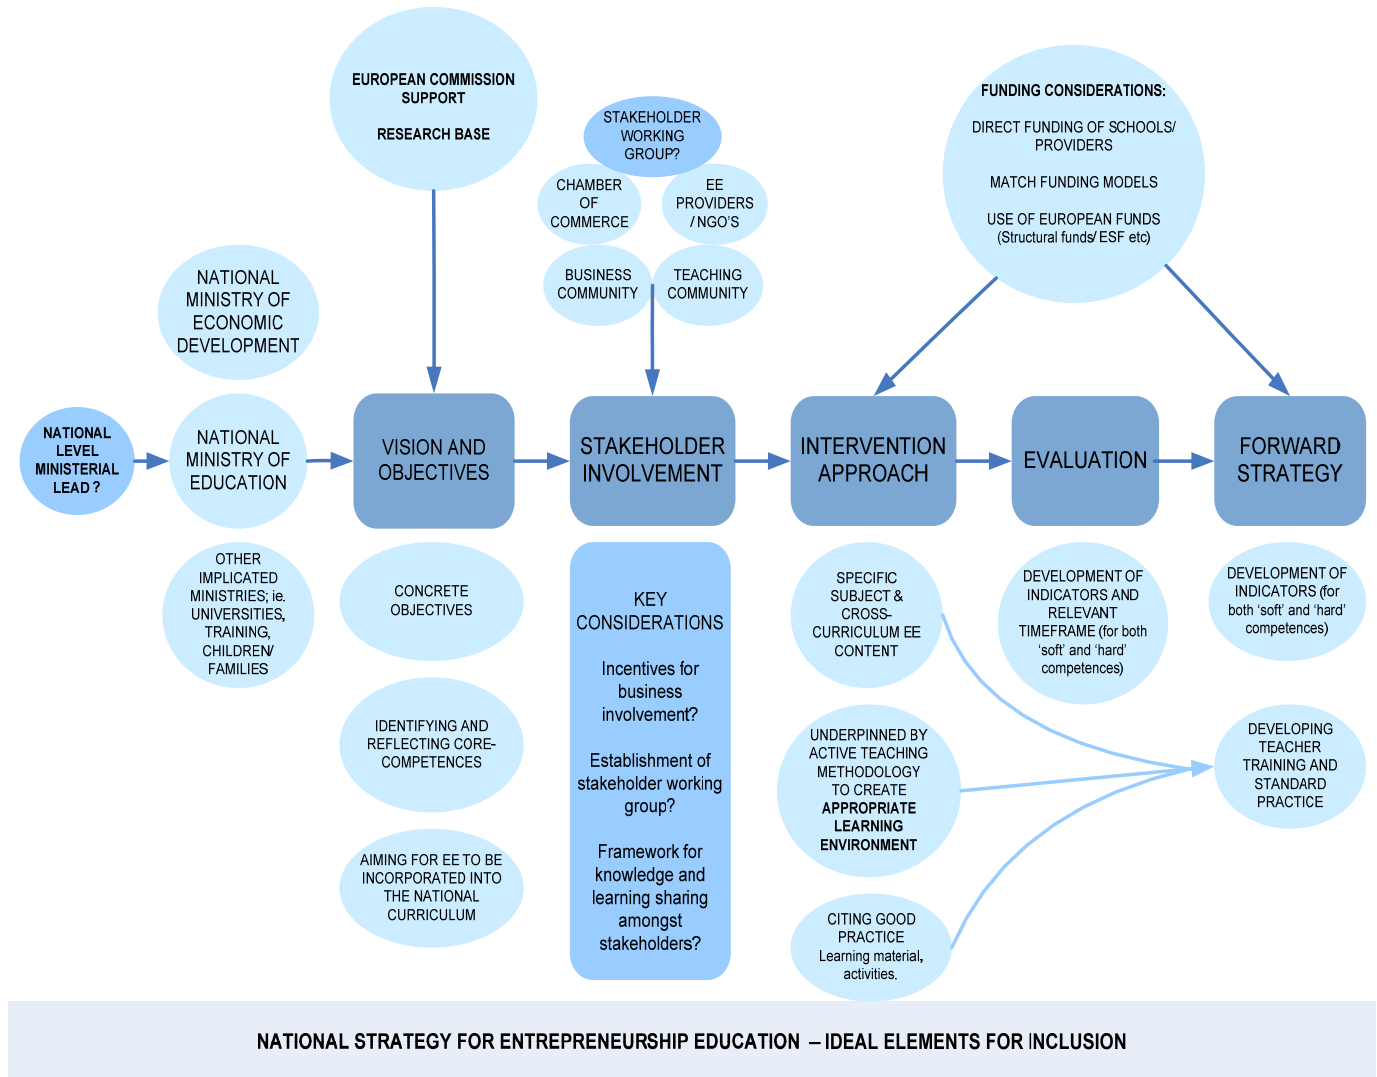 EUROPEAN COMMISSION
SUPPORT
RESEARCH BASE
STAKEHOLDER
WORKING
GROUP?
CHAMBER
OF
COMMERCE
EE
PROVIDERS
/ NGO'S
BUSINESS
COMMUNITY
TEACHING
COMMUNITY
FUNDING CONSIDERATIONS:
DIRECT FUNDING OF SCHOOLS/
PROVIDERS
MATCH FUNDING MODELS
USE OF EUROPEAN FUNDS
(Structural funds/ ESF etc)
NATIONAL
MINISTRY OF
ECONOMIC
DEVELOPMENT
NATIONAL
LEVEL
MINISTERIAL
LEAD ?
NATIONAL
MINISTRY OF
EDUCATION
VISION AND
OBJECTIVES
STAKEHOLDER
INVOLVEMENT
INTERVENTION
APPROACH
EVALUATION
FORWARD
STRATEGY
OTHER
IMPLICATED
MINISTRIES; ie.
UNIVERSITIES,
TRAINING,
CHILDREN/
FAMILIES
CONCRETE
OBJECTIVES
IDENTIFYING AND
REFLECTING CORE-
COMPETENCES
AIMING FOR EE TO BE
INCORPORATED INTO
THE NATIONAL
CURRICULUM
KEY
CONSIDERATIONS
Incentives for
business
involvement?
Establishment of
stakeholder working
group?
Framework for
knowledge and
learning sharing
amongst
stakeholders?
SPECIFIC
SUBJECT &
CROSS-
CURRICULUM EE
CONTENT
UNDERPINNED BY
ACTIVE TEACHING
METHODOLOGY
TO CREATE
APPROPRIATE
LEARNING
ENVIRONMENT
CITING GOOD
PRACTICE
Learning material,
activities.
DEVELOPMENT OF
INDICATORS AND
RELEVANT
TIMEFRAME (for both
'soft' and 'hard'
competences)
DEVELOPMENT OF
INDICATORS (for
both 'soft' and 'hard'
competences)
DEVELOPING
TEACHER
TRAINING AND
STANDARD
PRACTICE
NATIONAL STRATEGY FOR ENTREPRENEURSHIP EDUCATION – IDEAL ELEMENTS FOR INCLUSION